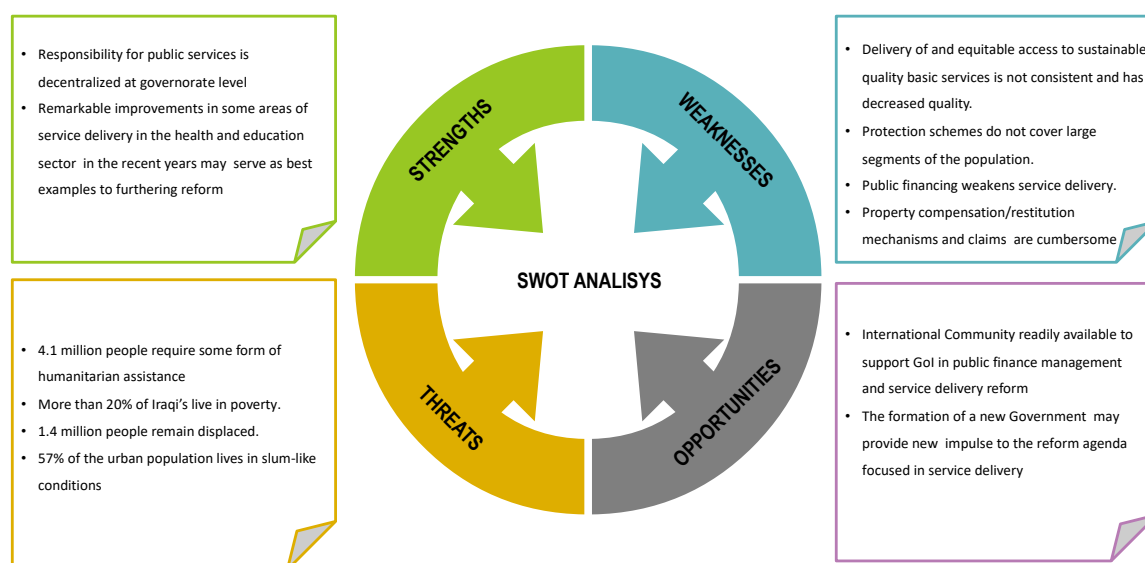 • Responsibility for public services is
decentralized at governorate level
• Remarkable improvements in some areas of
service delivery in the health and education
sector in the recent years may serve as best
examples to furthering reform
STRENGTHS
WEAKNESSES
• Delivery of and equitable access to sustainable
quality basic services is not consistent and has
decreased quality.
• Protection schemes do not cover large
segments of the population.
• Public financing weakens service delivery.
• Property compensation/restitution
mechanisms and claims are cumbersome
SWOT ANALISYS
• 4.1 million people require some form of
humanitarian assistance
• More than 20% of Iraqi’s live in poverty.
• 1.4 million people remain displaced.
• 57% of the urban population lives in slum-like
conditions
THREATS
OPPORTUNITIES
• International Community readily available to
support GoI in public finance management
and service delivery reform
• The formation of a new Government may
provide new impulse to the reform agenda
focused in service delivery